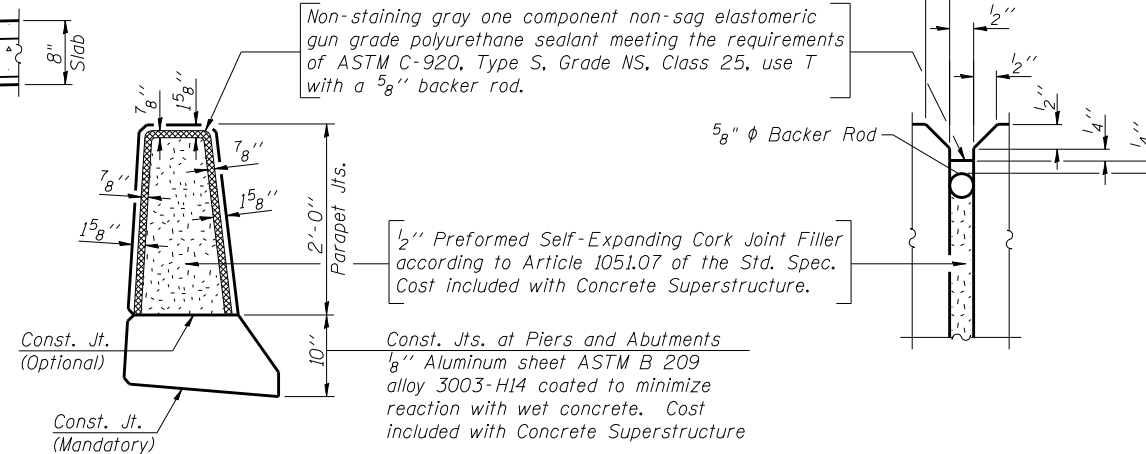 8" Slab
Non-staining gray one component non-sag elastomeric
gun grade polyurethane sealant meeting the requirements
of ASTM C-920, Type S, Grade NS, Class 25, use T
with a 5/8" backer rod.
1/2"
1/2"
1/2"
1/4"
1/4"
5/8" ϕ Backer Rod
7/8"
1 5/8"
7/8"
7/8"
1 5/8"
1 5/8"
2'-0"
Parapet Jts.
1/2" Preformed Self-Expanding Cork Joint Filler
according to Article 1051.07 of the Std. Spec.
Cost included with Concrete Superstructure.
Const. Jt.
(Optional)
10"
Const. Jts. at Piers and Abutments
1/8" Aluminum sheet ASTM B 209
alloy 3003-H14 coated to minimize
reaction with wet concrete. Cost
included with Concrete Superstructure
Const. Jt.
(Mandatory)